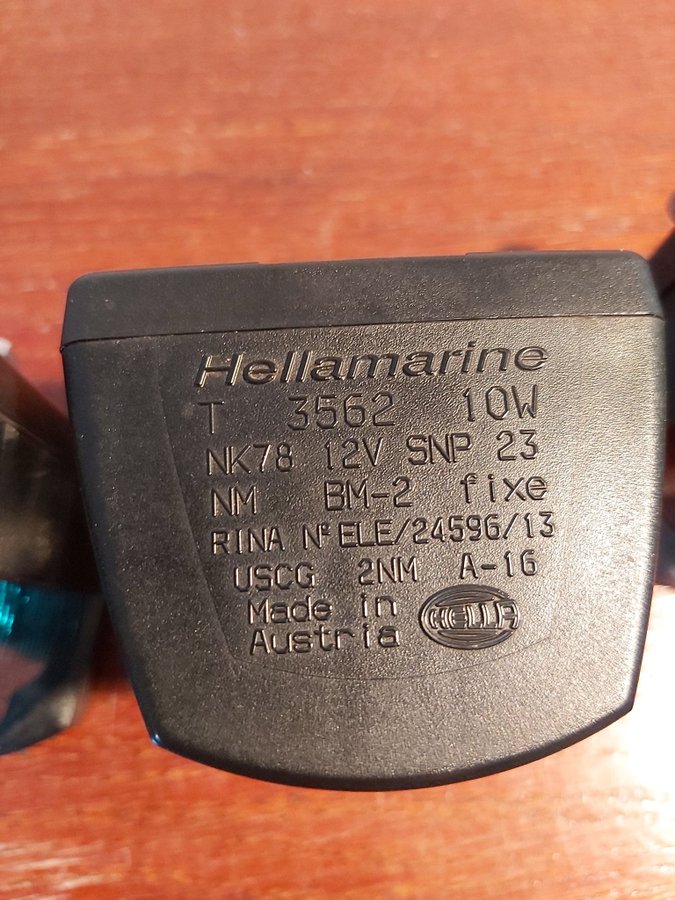 Hellamarine
T 3562 10W
NK78 12V SNP 23
NM BM-2 fixe
RINA Nº ELE/24596/13
USCG 2NM A-16
Made in
Austria
HELLA